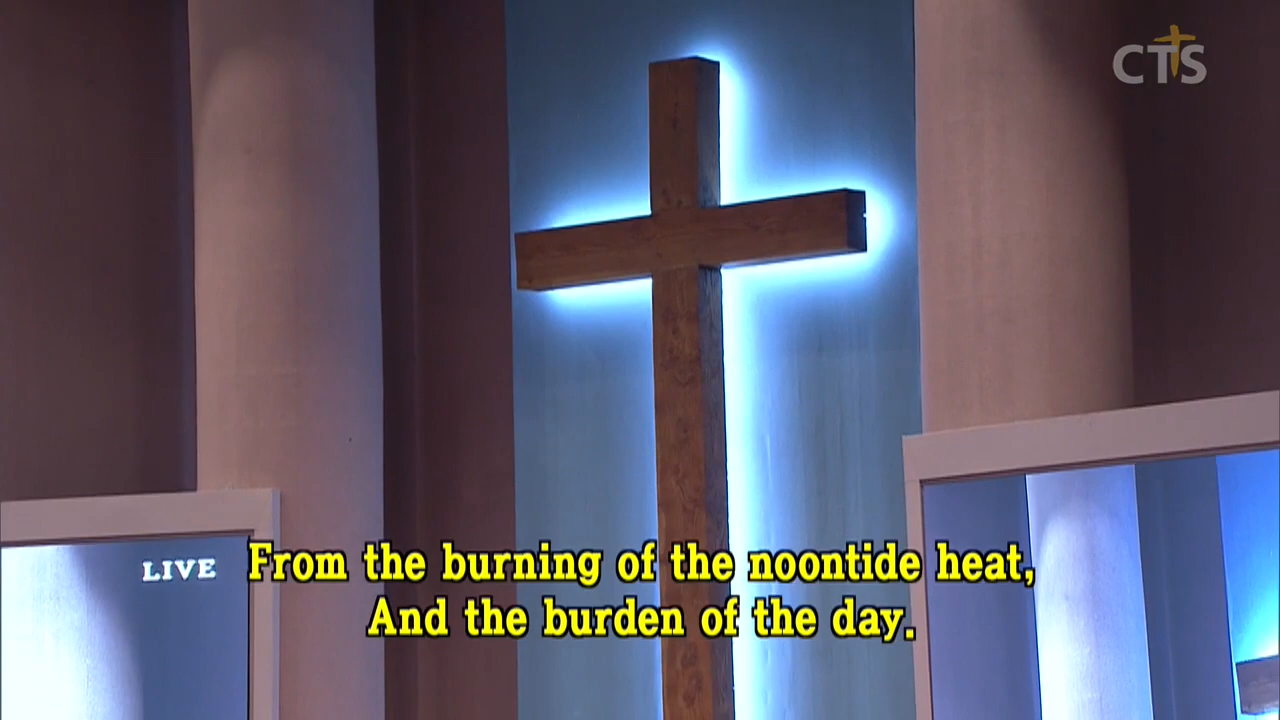 CTS
LIVE
From the burning of the noontide heat,
And the burden of the day.